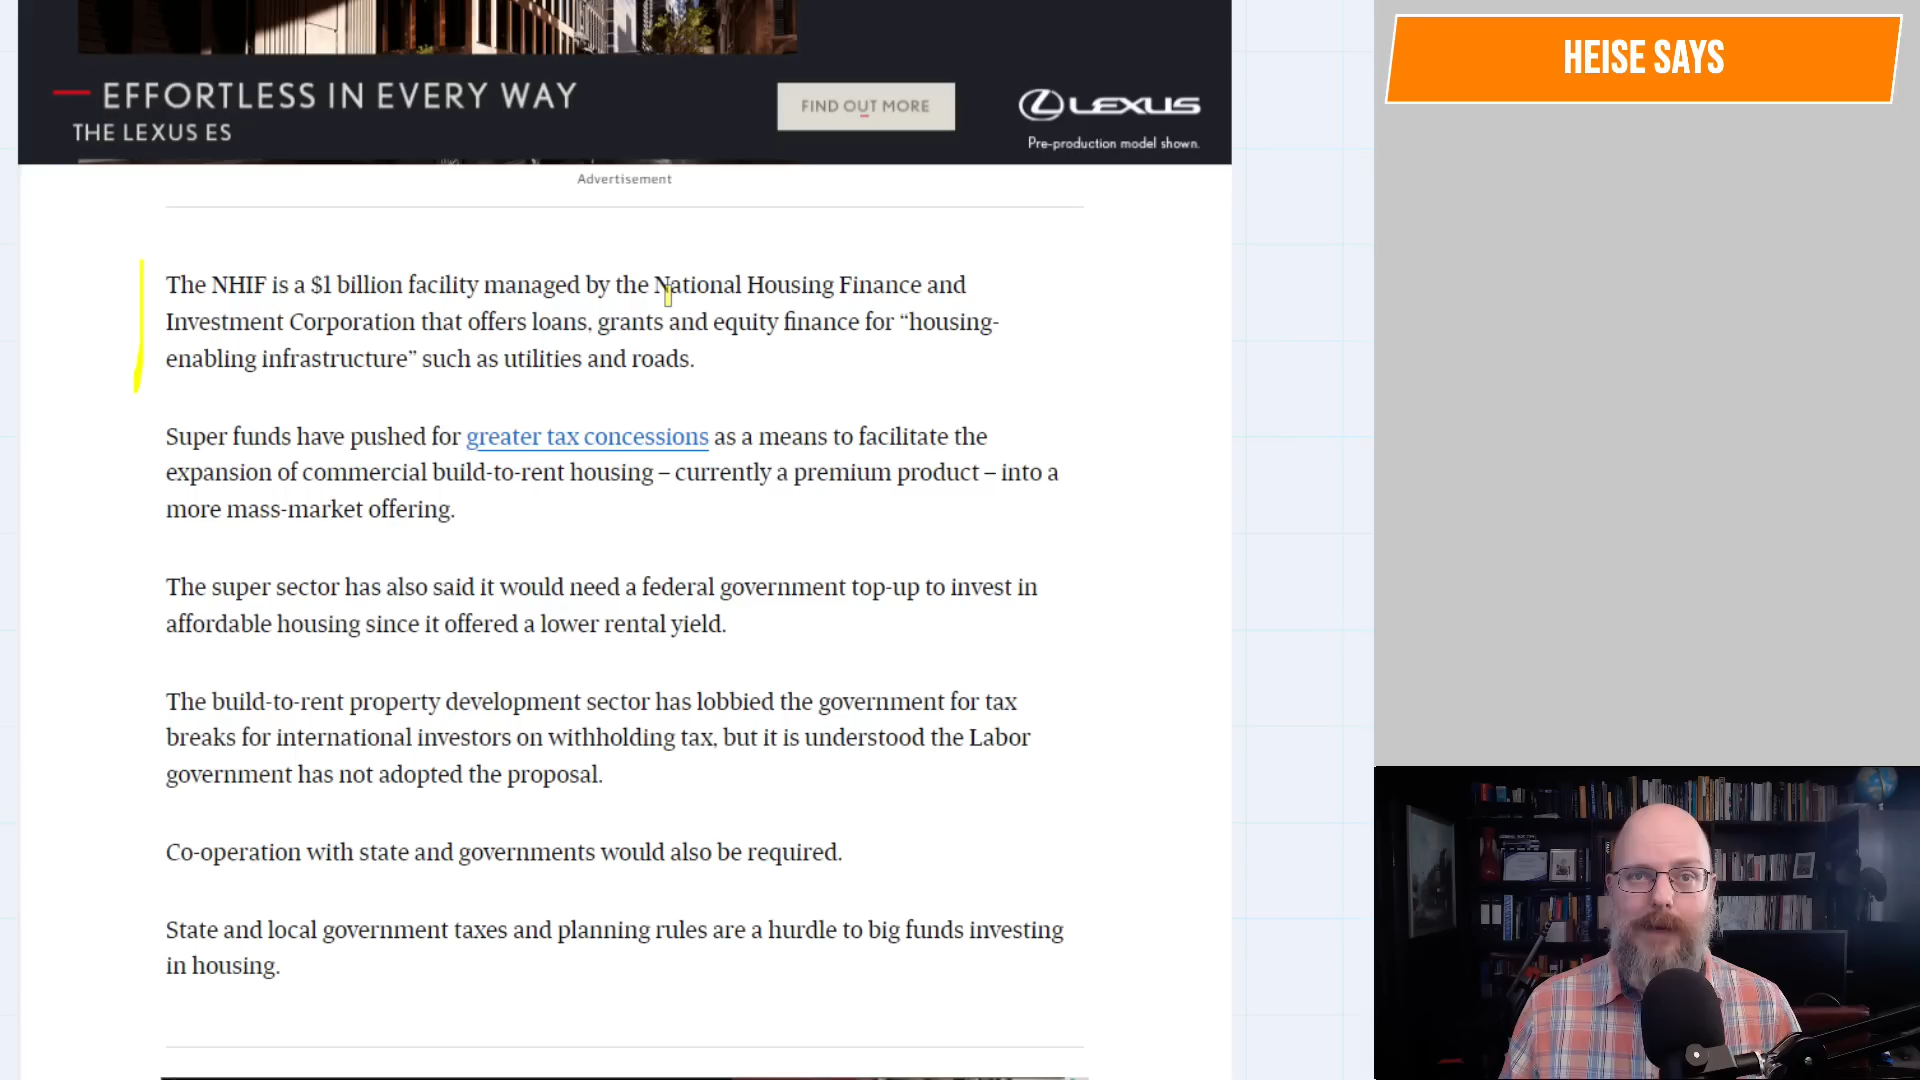 EFFORTLESS IN EVERY WAY
THE LEXUS ES
FIND OUT MORE
LEXUS
Pre-production model shown.
HEISE SAYS
Advertisement
The NHIF is a $1 billion facility managed by the National Housing Finance and
Investment Corporation that offers loans, grants and equity finance for “housing-
enabling infrastructure” such as utilities and roads.
Super funds have pushed for greater tax concessions as a means to facilitate the
expansion of commercial build-to-rent housing – currently a premium product – into a
more mass-market offering.
The super sector has also said it would need a federal government top-up to invest in
affordable housing since it offered a lower rental yield.
The build-to-rent property development sector has lobbied the government for tax
breaks for international investors on withholding tax, but it is understood the Labor
government has not adopted the proposal.
Co-operation with state and governments would also be required.
State and local government taxes and planning rules are a hurdle to big funds investing
in housing.